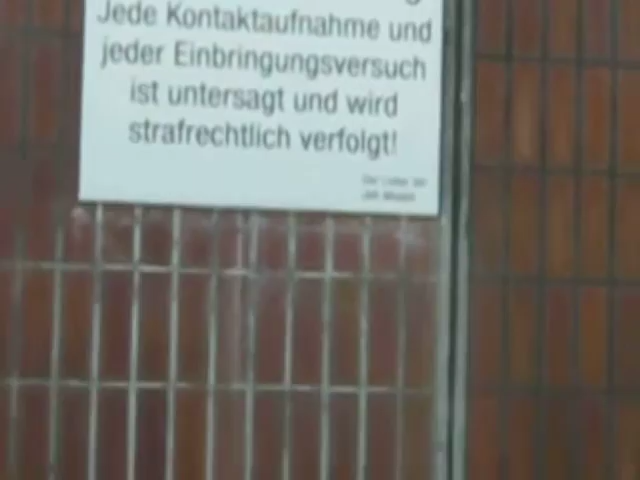 Jede Kontaktaufnahme und
jeder Einbringungsversuch
ist untersagt und wird
strafrechtlich verfolgt!